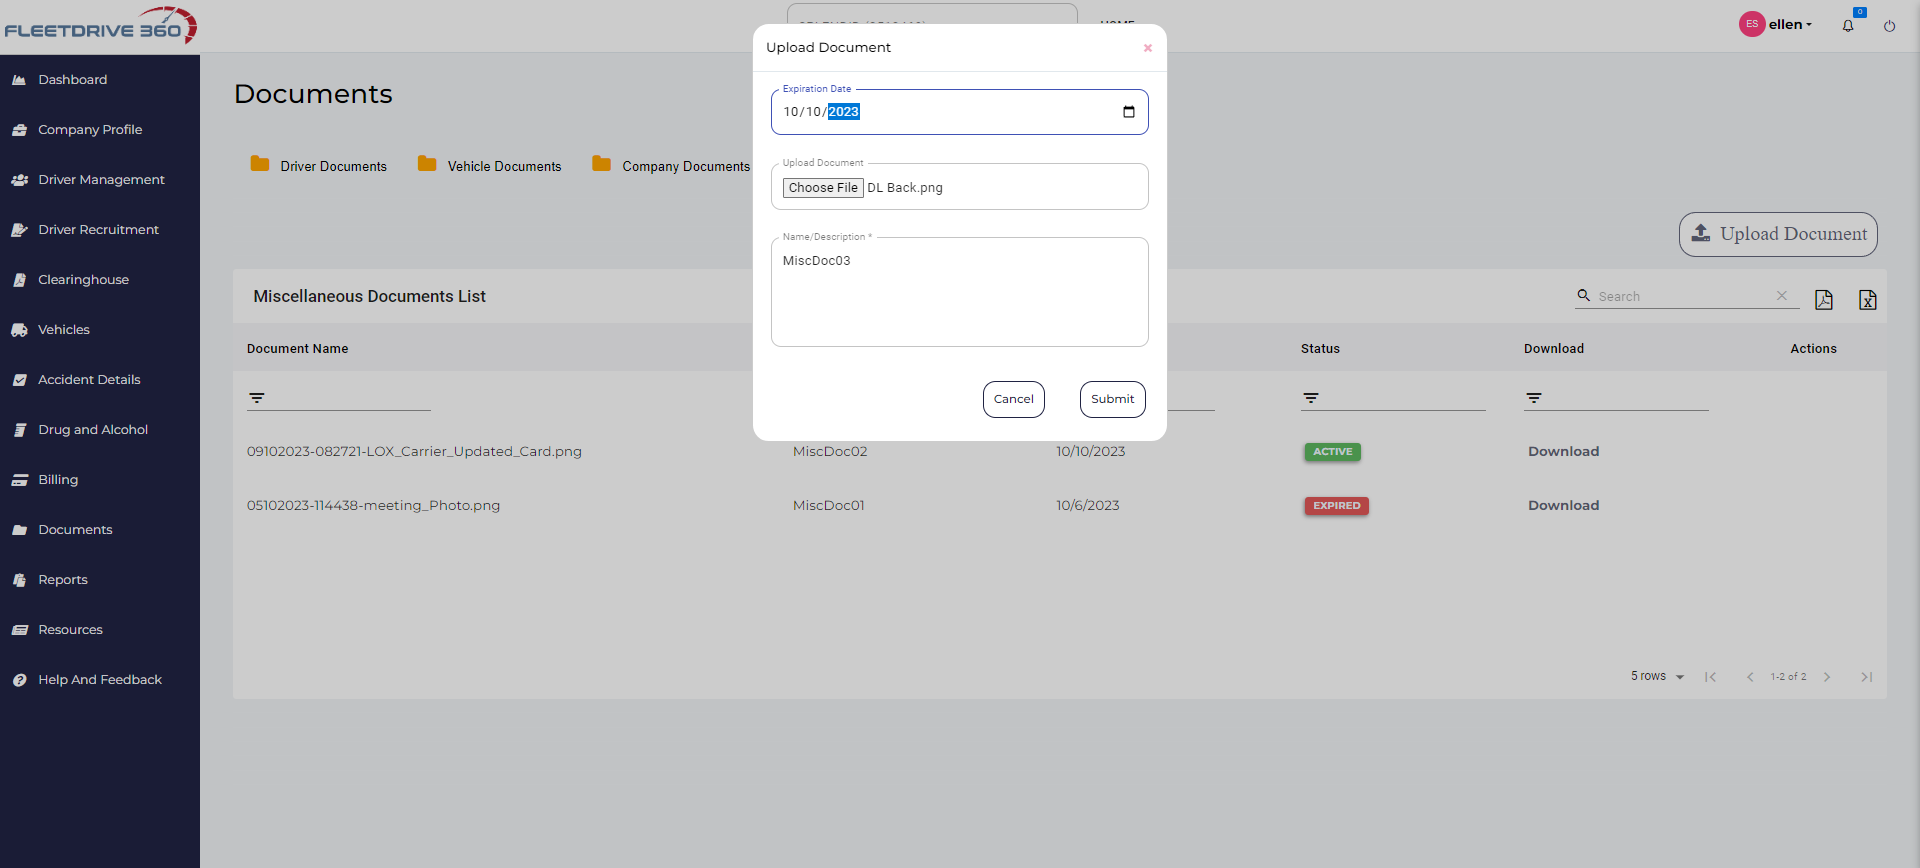 FLEETDRIVE 360
HOME
ES ellen
0
Dashboard
Company Profile
Driver Management
Driver Recruitment
Clearinghouse
Vehicles
Accident Details
Drug and Alcohol
Billing
Documents
Reports
Resources
Help And Feedback
Documents
Driver Documents Vehicle Documents Company Documents
Upload Document
Upload Document
×
Expiration Date
10/10/2023
Upload Document
Choose File DL Back.png
Name/Description *
MiscDoc03
Cancel Submit
Miscellaneous Documents List
Search
Document Name Status Download Actions
09102023-082721-LOX_Carrier_Updated_Card.png MiscDoc02 10/10/2023 ACTIVE Download
05102023-114438-meeting_Photo.png MiscDoc01 10/6/2023 EXPIRED Download
5 rows 1-2 of 2